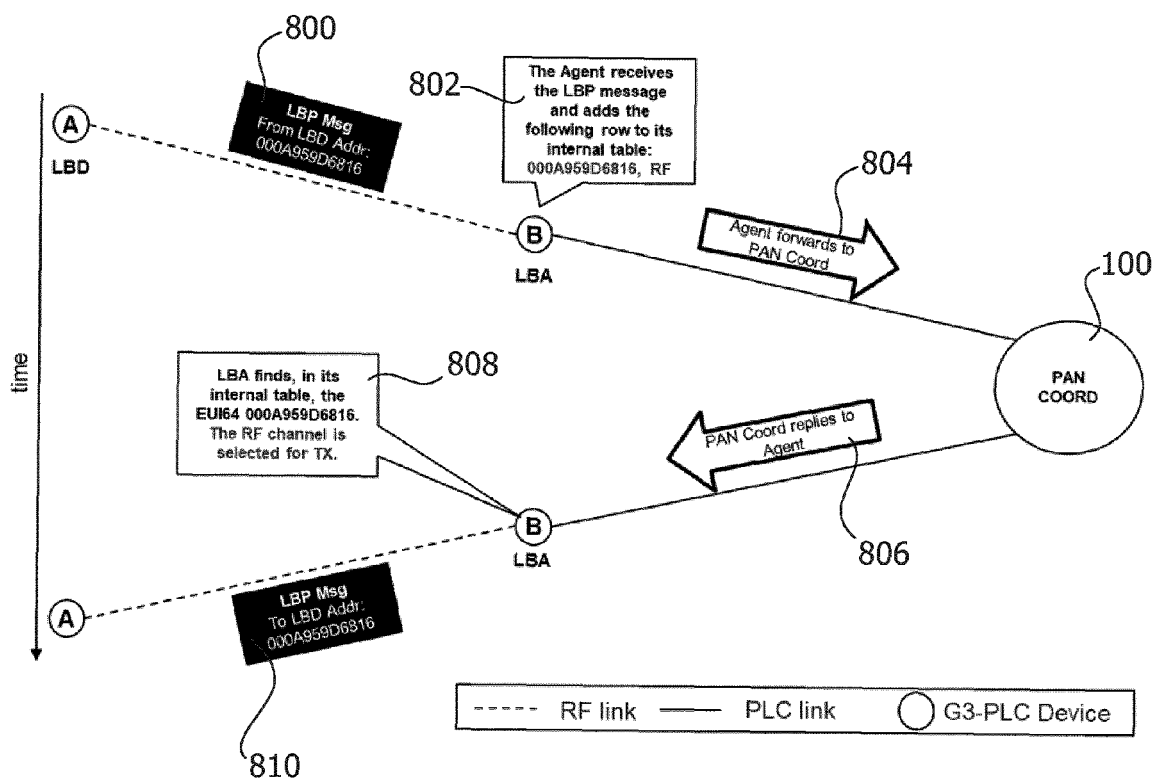 800
LBP Msg
From LBD Addr:
000A959D6816
802
The Agent receives
the LBP message
and adds the
following row to its
internal table:
000A959D6816, RF
804
Agent forwards to
PAN Coord
A
LBD
B
LBA
100
PAN
COORD
time
808
LBA finds, in its
internal table, the
EUI64 000A959D6816.
The RF channel is
selected for TX.
PAN Coord replies to
Agent
806
B
LBA
A
LBP Msg
To LBD Addr:
000A959D6816
810
RF link
PLC link
G3-PLC Device